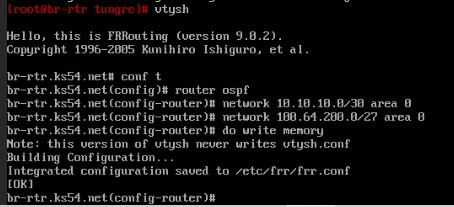 [root@br-rtr tungre]# vtysh
Hello, this is FRRouting (version 9.0.2).
Copyright 1996-2005 Kunihiro Ishiguro, et al.
br-rtr.ks54.net# conf t
br-rtr.ks54.net(config)# router ospf
br-rtr.ks54.net(config-router)# network 10.10.10.0/30 area 0
br-rtr.ks54.net(config-router)# network 100.64.200.0/27 area 0
br-rtr.ks54.net(config-router)# do write memory
Note: this version of vtysh never writes vtysh.conf
Building Configuration...
Integrated configuration saved to /etc/frr/frr.conf
[OK]
br-rtr.ks54.net(config-router)#